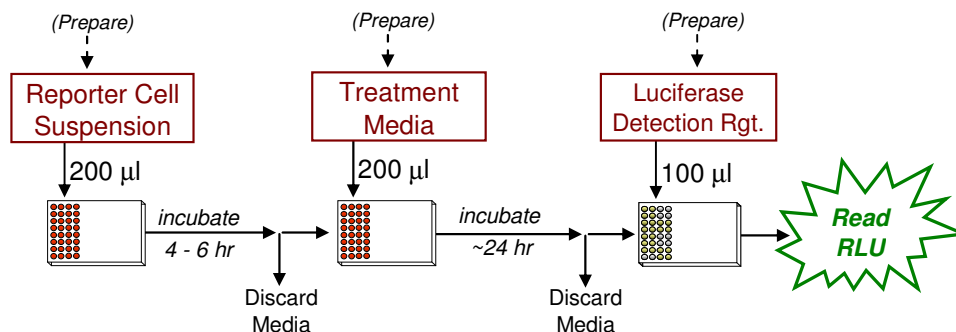 (Prepare)
(Prepare)
(Prepare)
Reporter Cell
Suspension
Treatment
Media
Luciferase
Detection Rgt.
200 µl
200 µl
100 µl
incubate
4 - 6 hr
incubate
~24 hr
Read
RLU
Discard
Media
Discard
Media